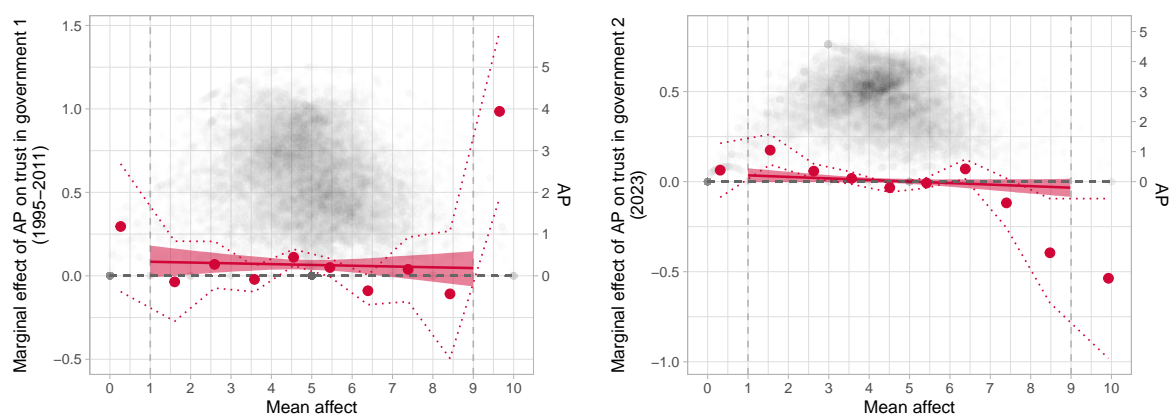 Marginal effect of AP on trust in government 1
(1995−2011)
1.5
1.0
0.5
0.0
−0.5
5
4
3
2
1
0
AP
0 1 2 3 4 5 6 7 8 9 10
Mean affect
Marginal effect of AP on trust in government 2
(2023)
0.5
0.0
−0.5
−1.0
5
4
3
2
1
0
AP
0 1 2 3 4 5 6 7 8 9 10
Mean affect